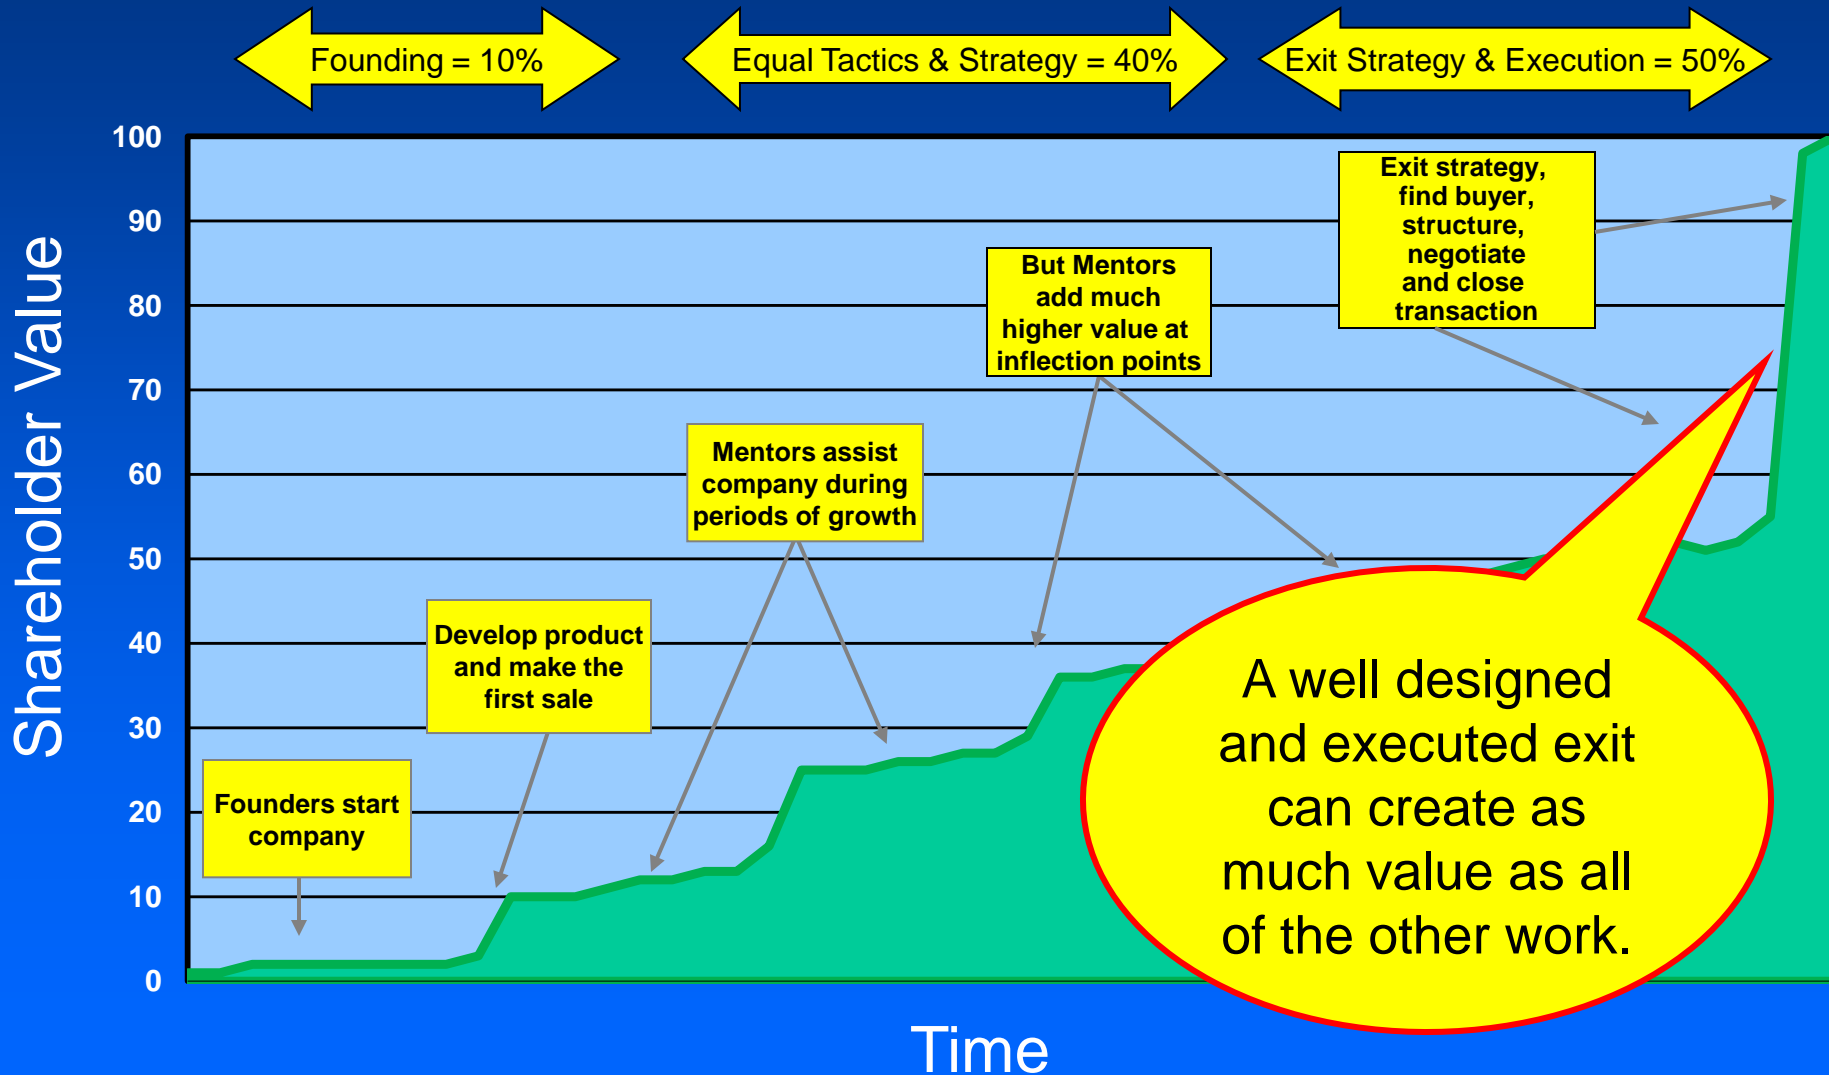 Founding = 10%
Equal Tactics & Strategy = 40%
Exit Strategy & Execution = 50%
Shareholder Value
100
90
80
70
60
50
40
30
20
10
0
Founders start
company
Develop product
and make the
first sale
Mentors assist
company during
periods of growth
But Mentors
add much
higher value at
inflection points
Exit strategy,
find buyer,
structure,
negotiate
and close
transaction
A well designed
and executed exit
can create as
much value as all
of the other work.
Time